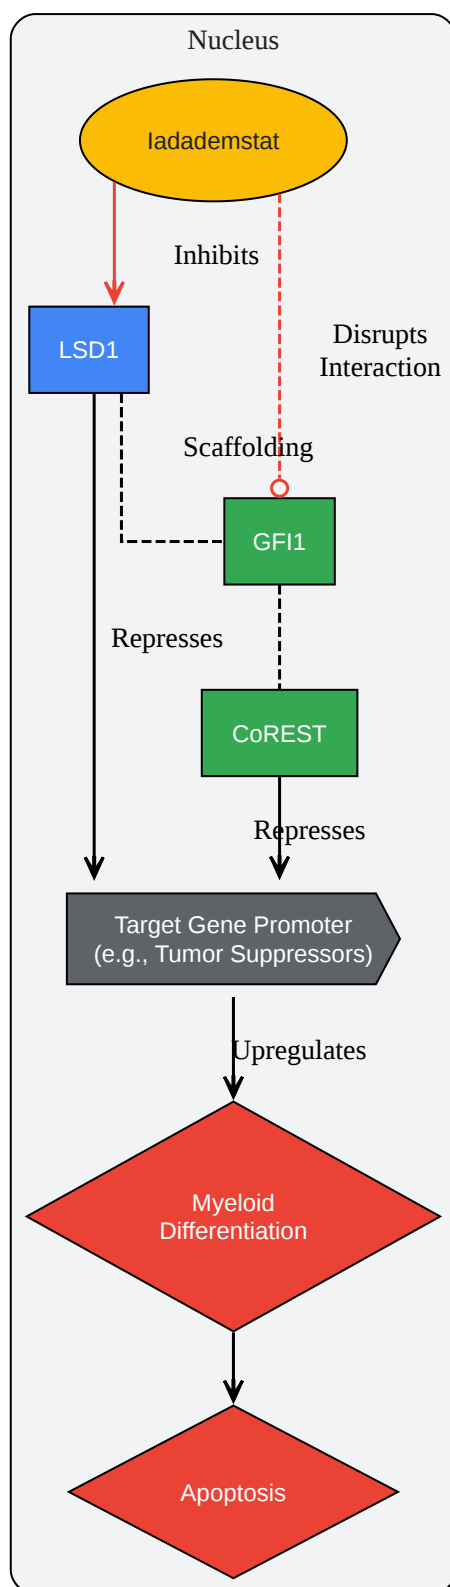 Nucleus
Iadademstat
Inhibits
Disrupts
Interaction
LSD1
Scaffolding
GFI1
Represses
CoREST
Represses
Target Gene Promoter
(e.g., Tumor Suppressors)
Upregulates
Myeloid
Differentiation
Apoptosis